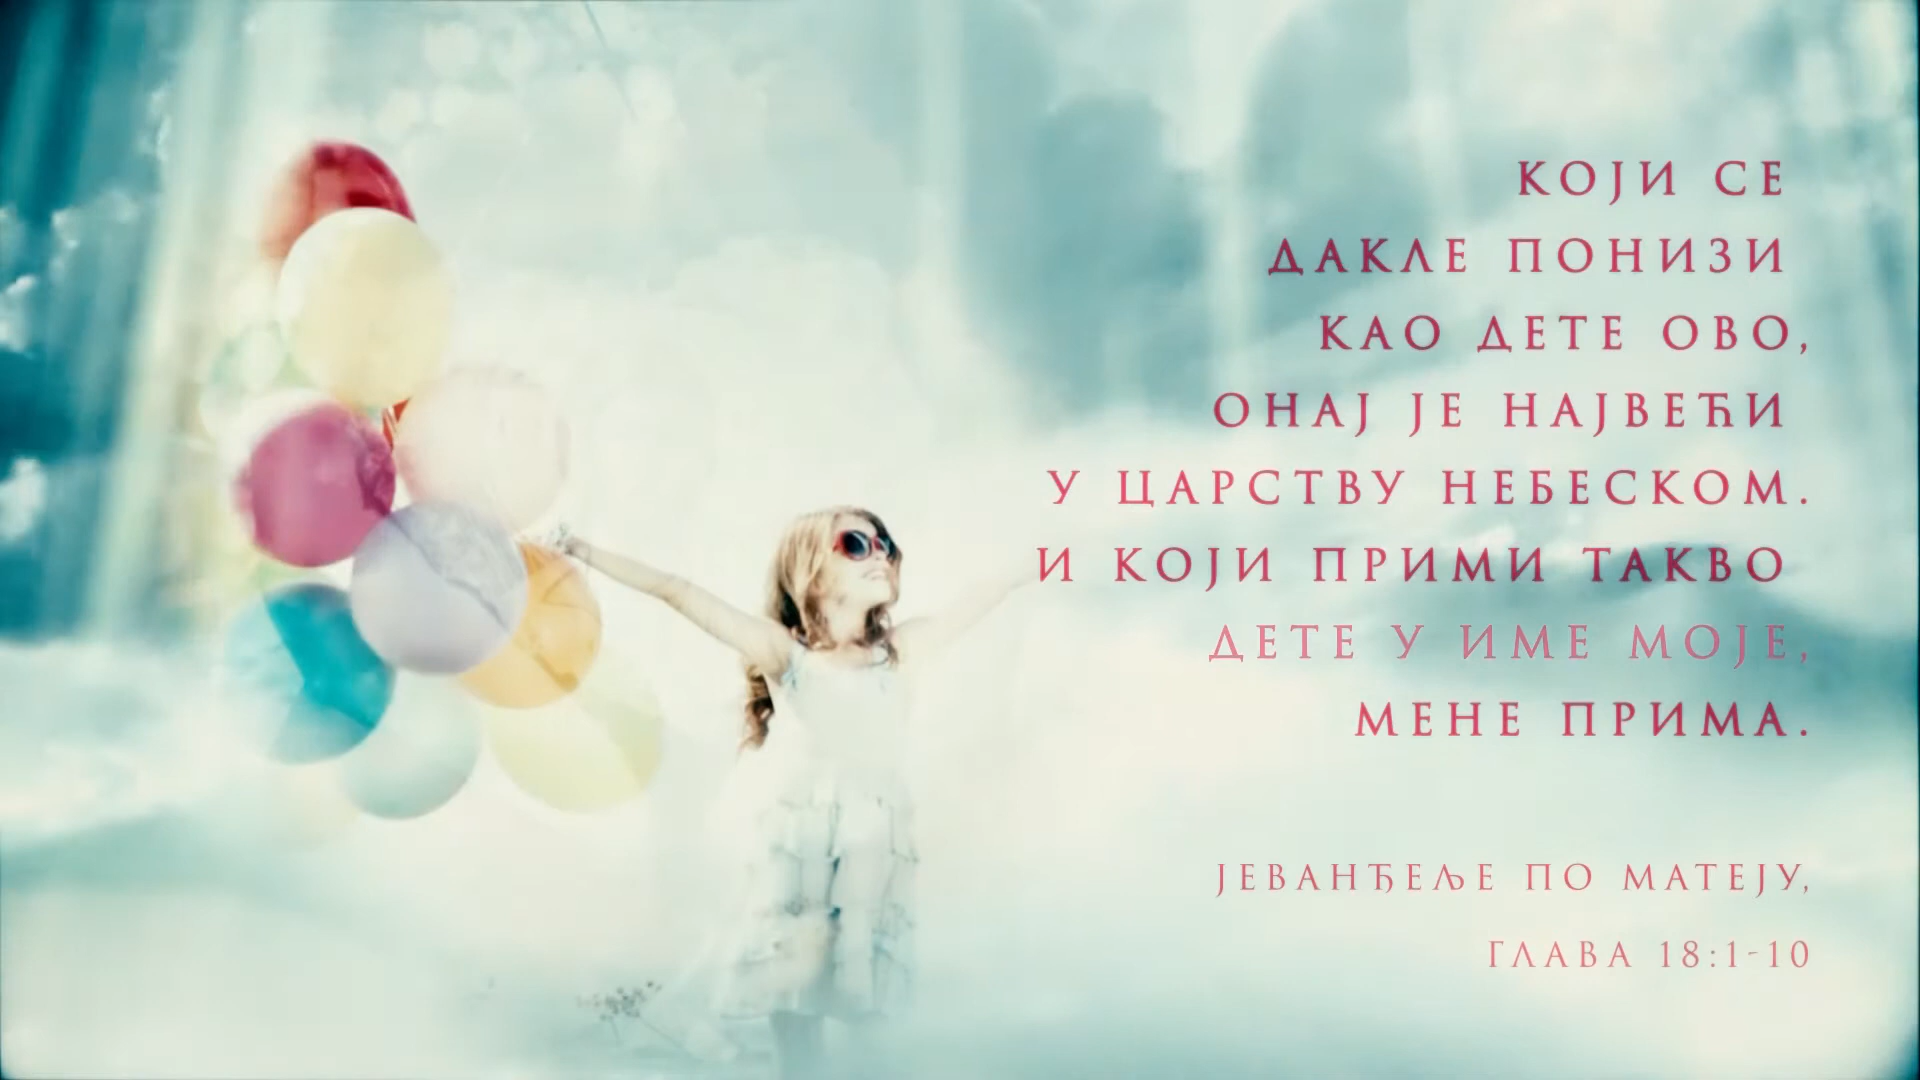 КОЈИ СЕ
ДАКЛЕ ПОНИЗИ
КАО ДЕТЕ ОВО,
ОНАЈ ЈЕ НАЈВЕЋИ
У ЦАРСТВУ НЕБЕСКОМ.
И КОЈИ ПРИМИ ТАКВО
ДЕТЕ У ИМЕ МОЈЕ,
МЕНЕ ПРИМА.
ЈЕВАНЂЕЉЕ ПО МАТЕЈУ,
ГЛАВА 18:1-10